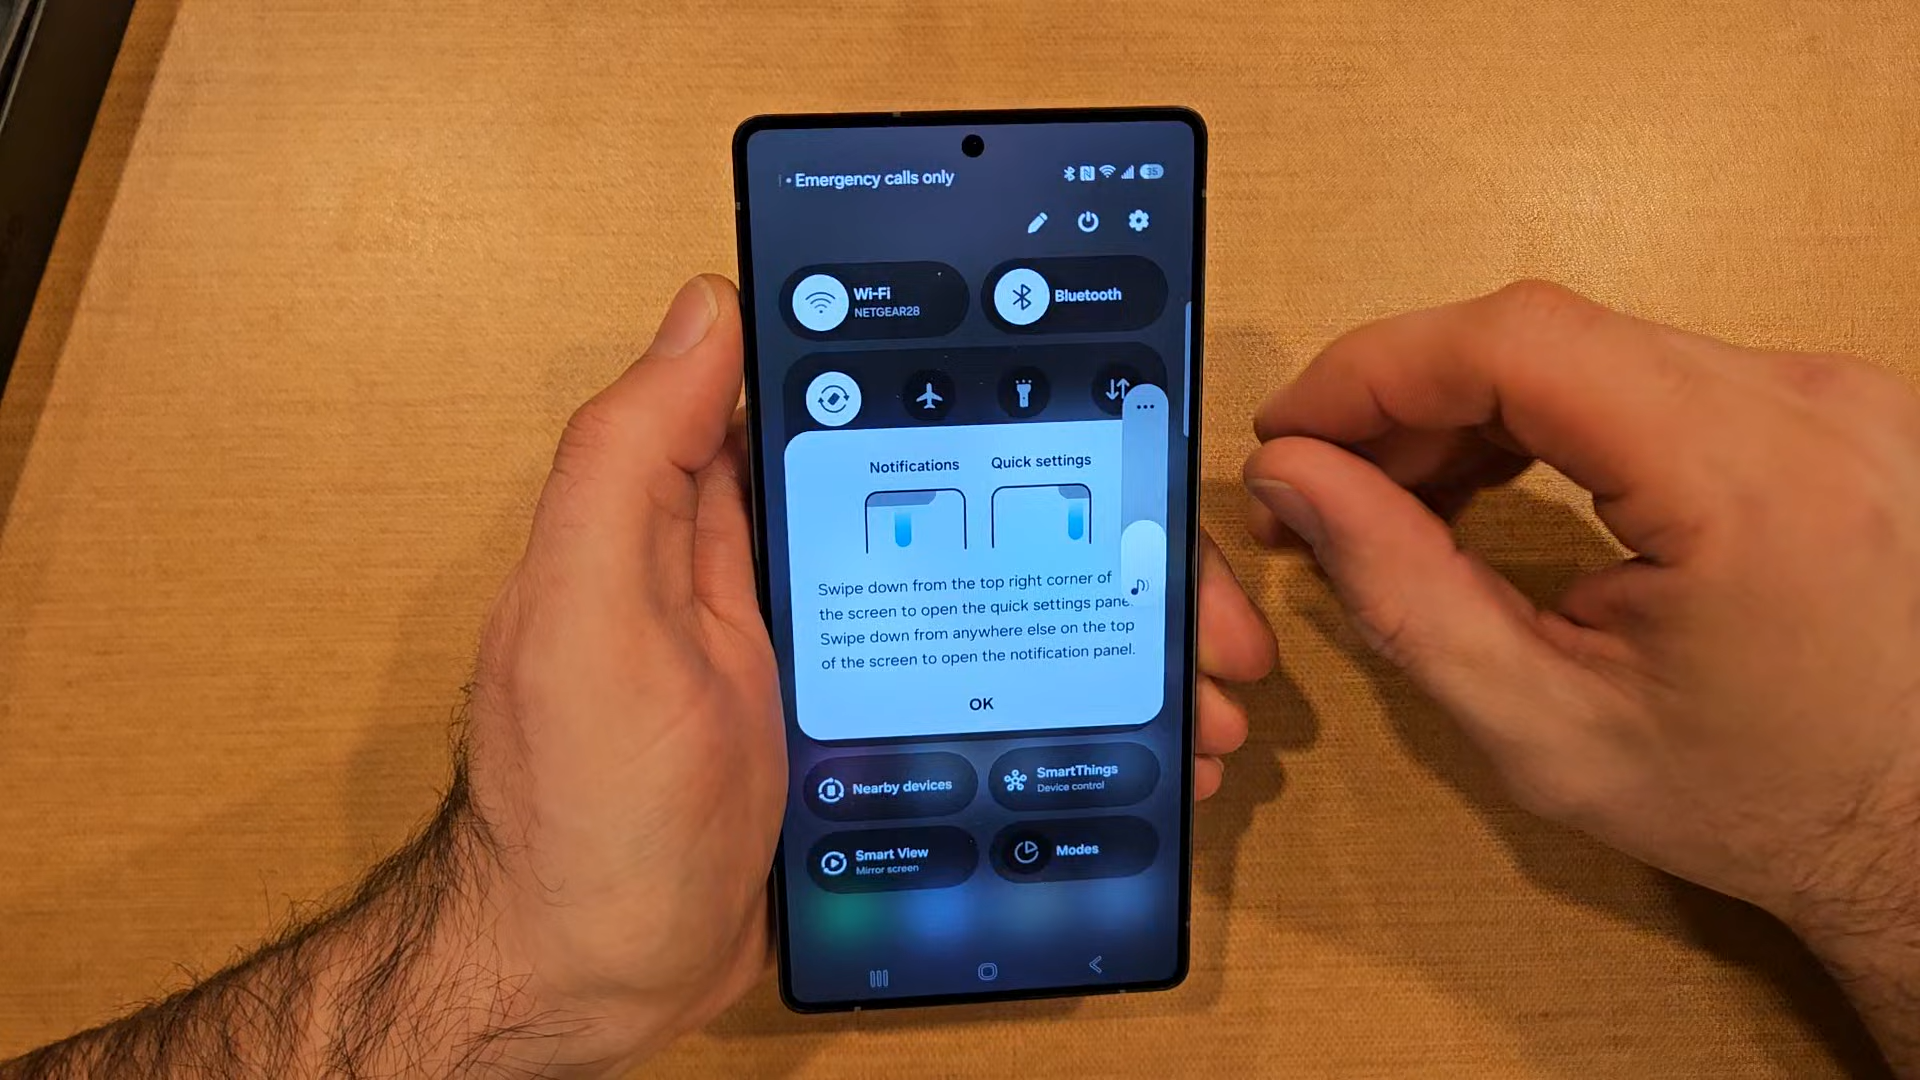 • Emergency calls only
35
Wi-Fi
NETGEAR28
Bluetooth
Notifications
Quick settings
Swipe down from the top right corner of
the screen to open the quick settings pane
Swipe down from anywhere else on the top
of the screen to open the notification panel.
OK
Nearby devices
SmartThings
Device control
Smart View
Mirror screen
Modes